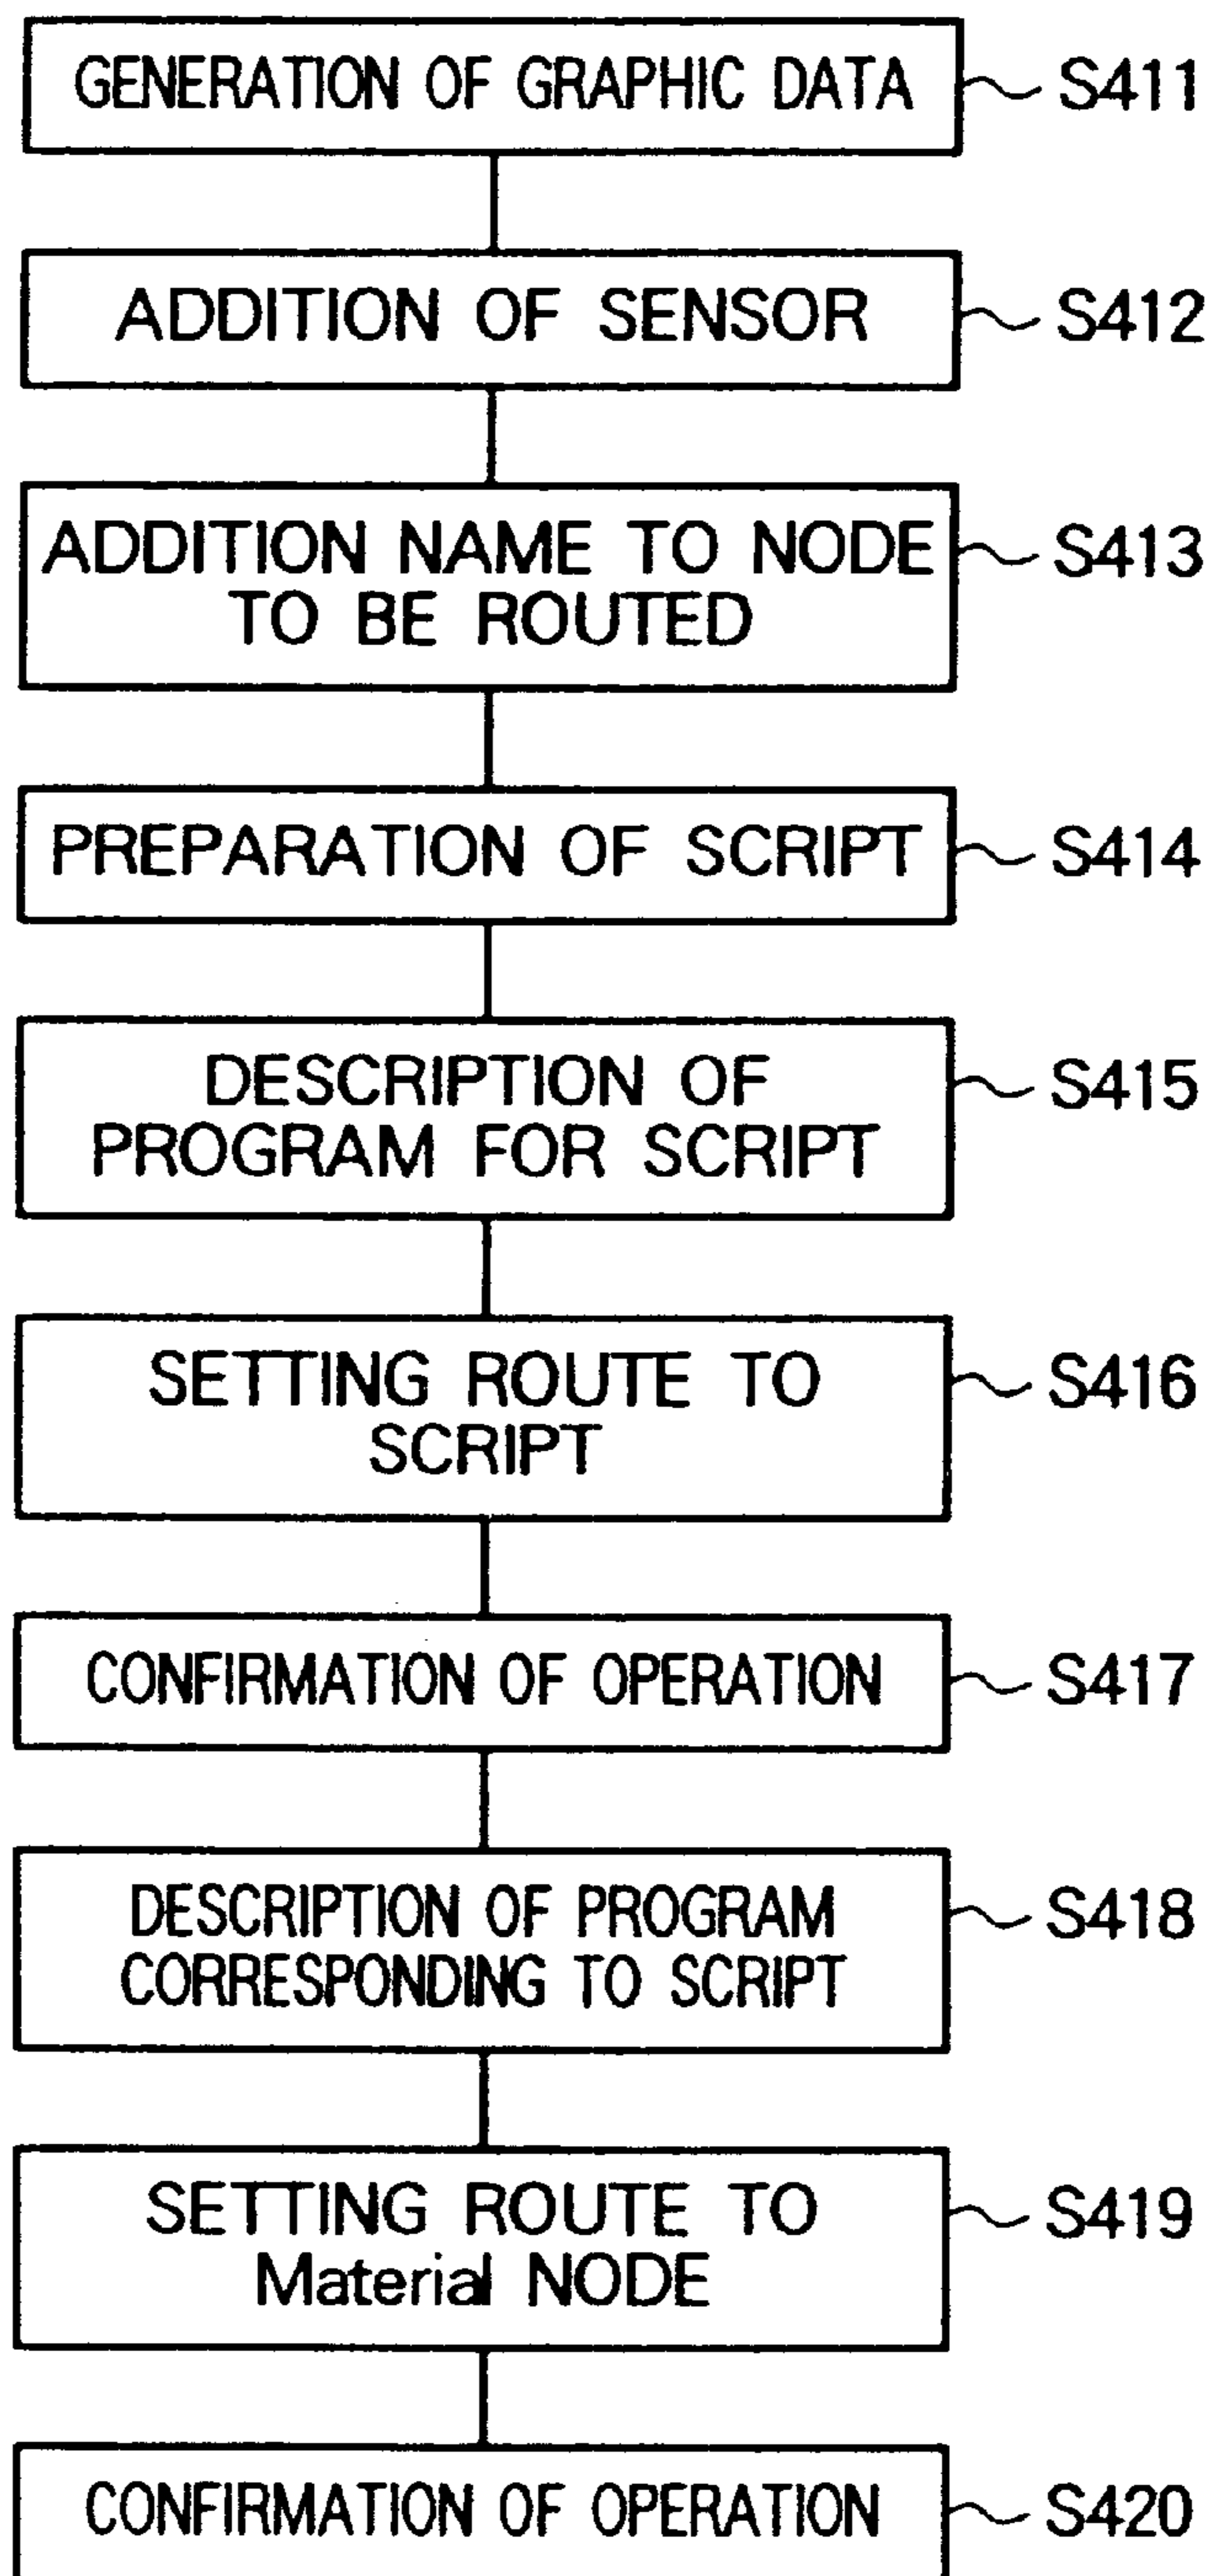 GENERATION OF GRAPHIC DATA S411
ADDITION OF SENSOR S412
ADDITION NAME TO NODE S413
TO BE ROUTED
PREPARATION OF SCRIPT S414
DESCRIPTION OF S415
PROGRAM FOR SCRIPT
SETTING ROUTE TO S416
SCRIPT
CONFIRMATION OF OPERATION S417
DESCRIPTION OF PROGRAM S418
CORRESPONDING TO SCRIPT
SETTING ROUTE TO S419
Material NODE
CONFIRMATION OF OPERATION S420